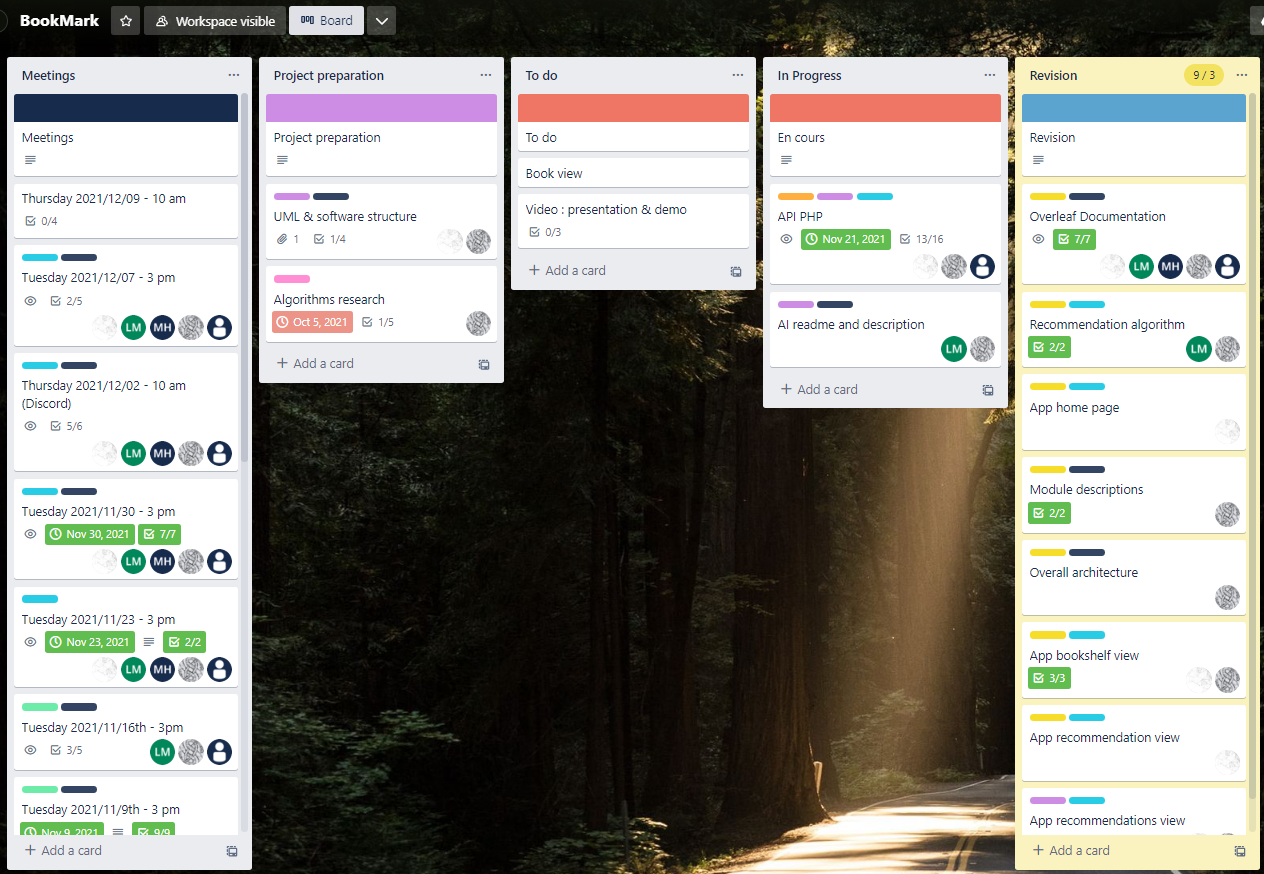 BookMark
Workspace visible
Board
Meetings
Meetings
Thursday 2021/12/09 - 10 am
0/4
Tuesday 2021/12/07 - 3 pm
2/5
LM MH
Thursday 2021/12/02 - 10 am
(Discord)
5/6
LM MH
Tuesday 2021/11/30 - 3 pm
Nov 30, 2021 7/7
LM MH
Tuesday 2021/11/23 - 3 pm
Nov 23, 2021 2/2
LM MH
Tuesday 2021/11/16th - 3pm
3/5
LM
Tuesday 2021/11/9th - 3 pm
Nov 9, 2021 9/9
+ Add a card
Project preparation
Project preparation
UML & software structure
1 1/4
Algorithms research
Oct 5, 2021 1/5
+ Add a card
To do
To do
Book view
Video : presentation & demo
0/3
+ Add a card
In Progress
En cours
API PHP
Nov 21, 2021 13/16
AI readme and description
LM
+ Add a card
Revision
9 / 3
Revision
Overleaf Documentation
7/7
LM MH
Recommendation algorithm
2/2
LM
App home page
Module descriptions
2/2
Overall architecture
App bookshelf view
3/3
App recommendation view
App recommendations view
+ Add a card